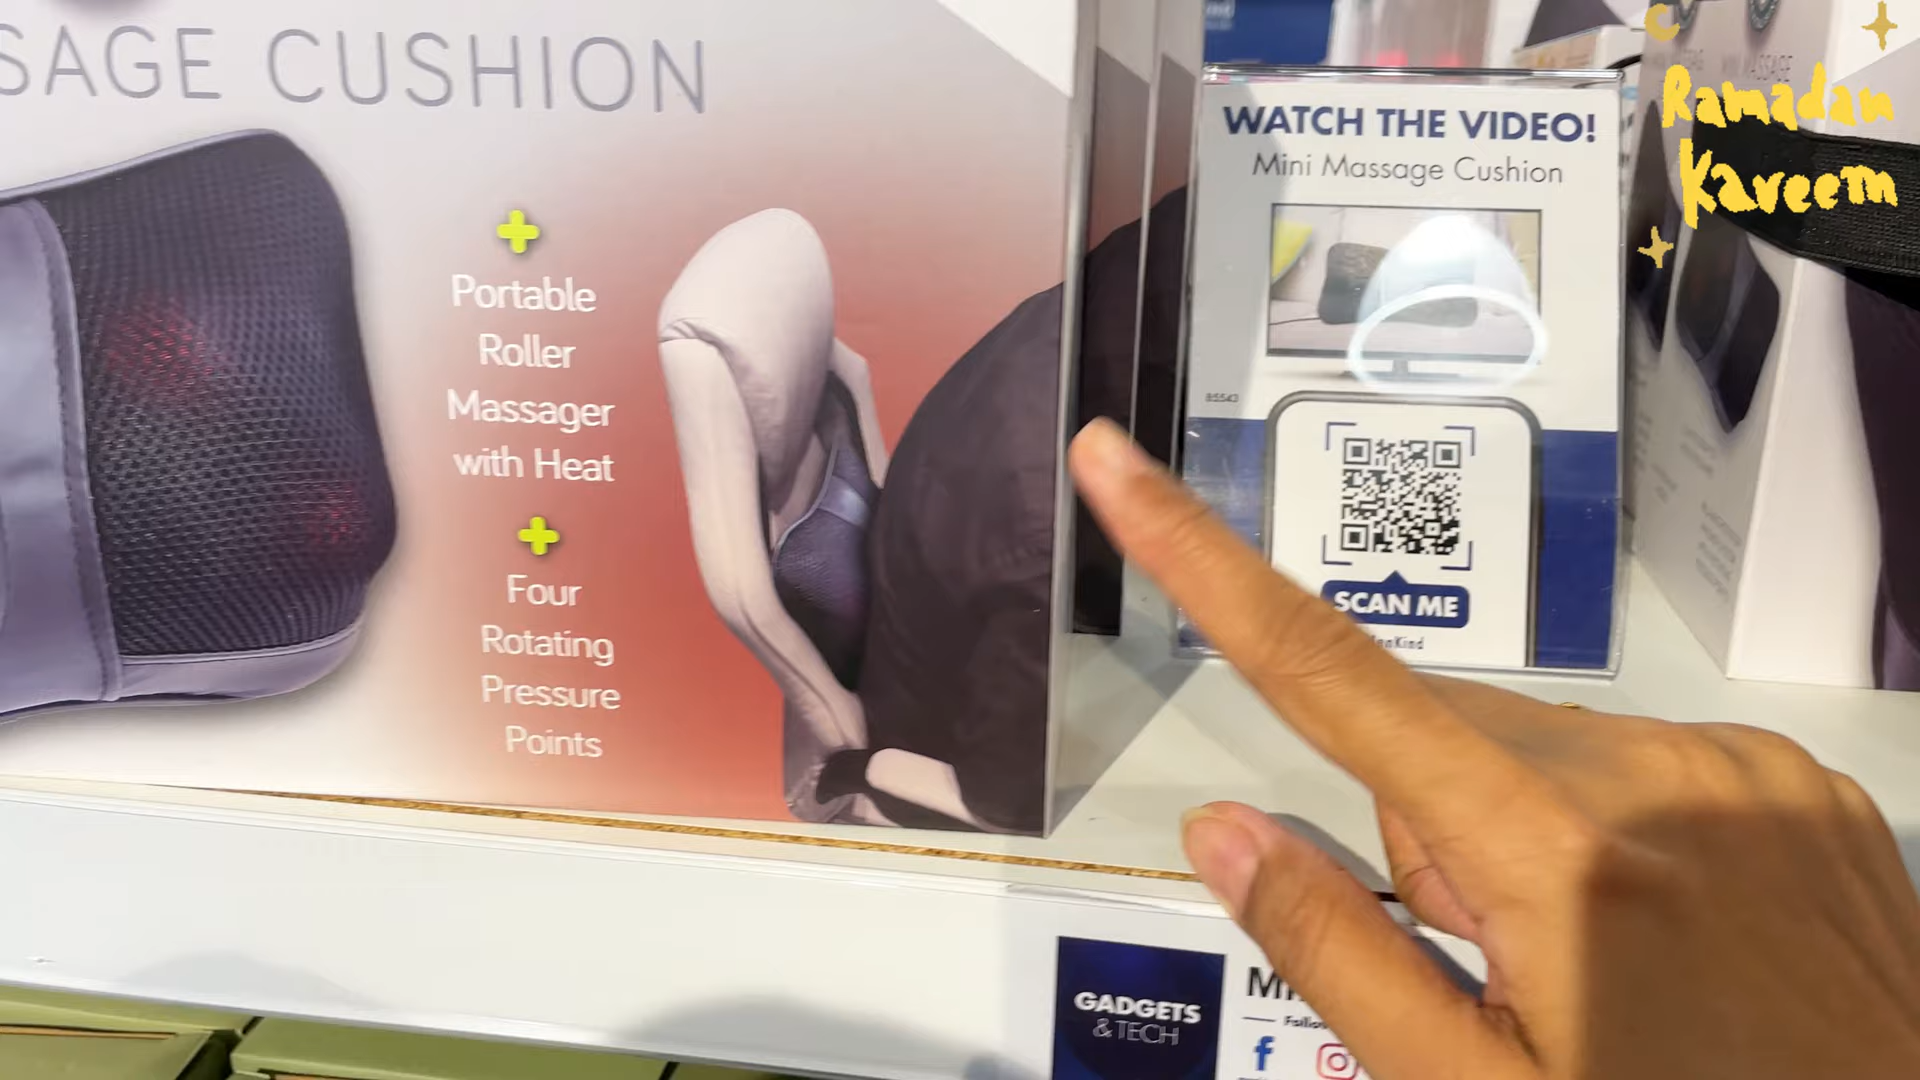 SAGE CUSHION
Portable
Roller
Massager
with Heat
Four
Rotating
Pressure
Points
WATCH THE VIDEO!
Mini Massage Cushion
85543
SCAN ME
GADGETS
& TECH
Ramadan
Kareem